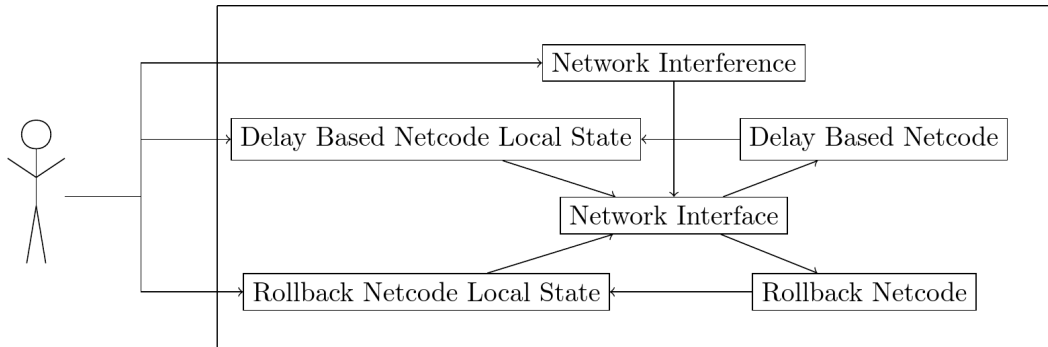 Network Interference
Delay Based Netcode Local State
Delay Based Netcode
Network Interface
Rollback Netcode Local State
Rollback Netcode